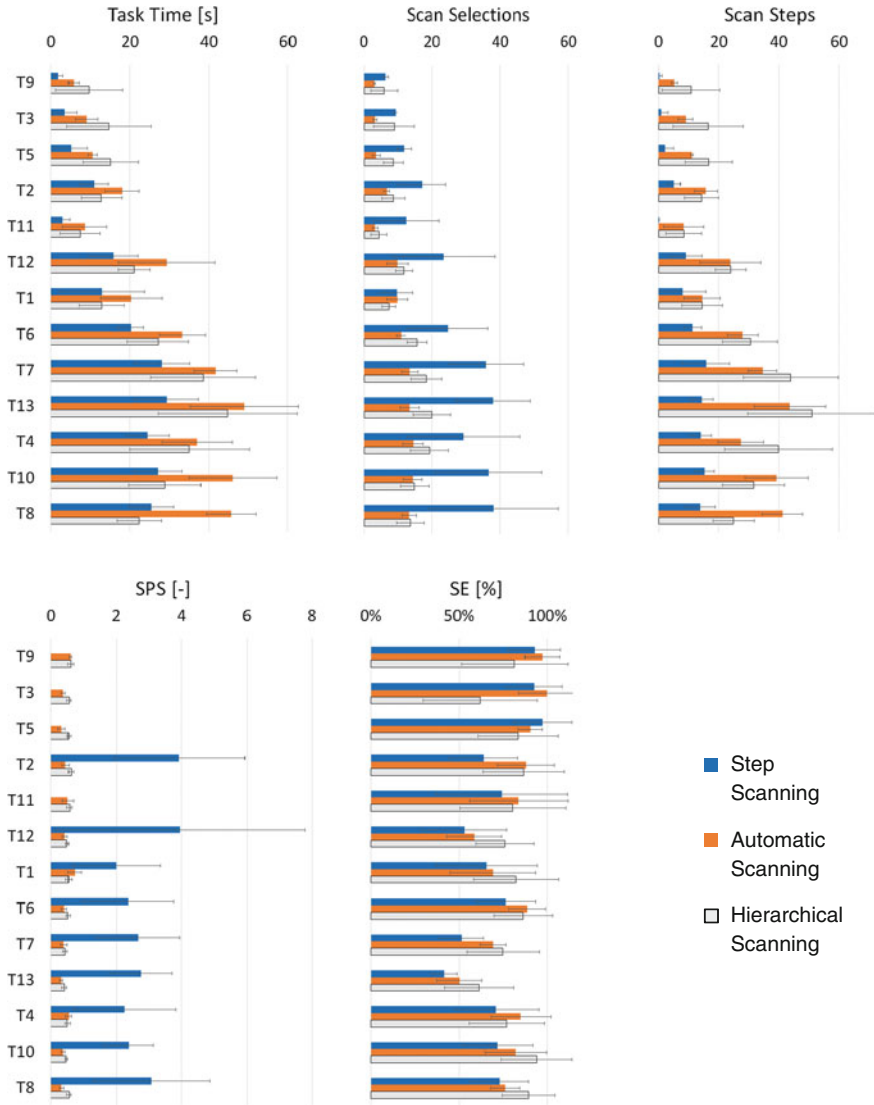 Task Time [s] Scan Selections Scan Steps
0 20 40 60 0 20 40 60 0 20 40 60
T9
T3
T5
T2
T11
T12
T1
T6
T7
T13
T4
T10
T8
SPS [-] SE [%]
0 2 4 6 8 0% 50% 100%
T9
T3
T5
T2
T11
T12
T1
T6
T7
T13
T4
T10
T8
Step
Scanning
Automatic
Scanning
Hierarchical
Scanning